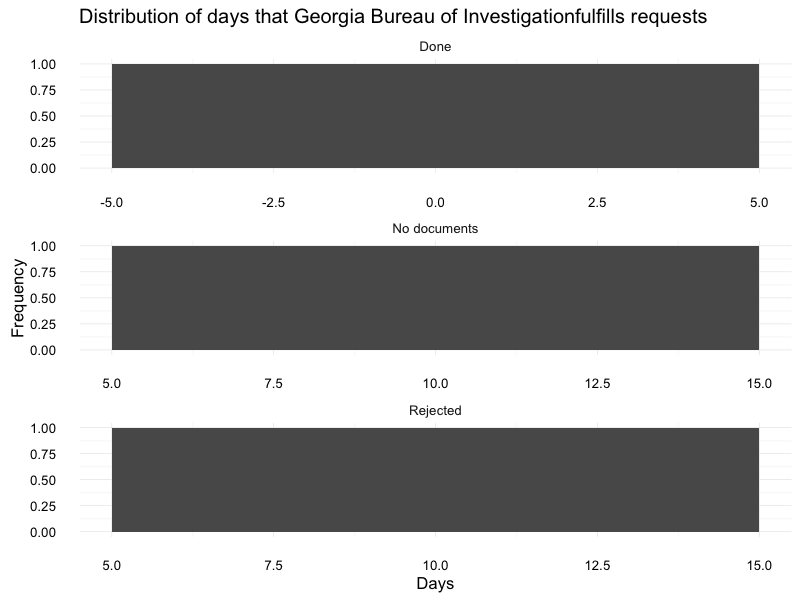 Distribution of days that Georgia Bureau of Investigationfulfills requests
Done
1.00
0.75
0.50
0.25
0.00
-5.0 -2.5 0.0 2.5 5.0
No documents
1.00
0.75
0.50
0.25
0.00
5.0 7.5 10.0 12.5 15.0
Frequency
Rejected
1.00
0.75
0.50
0.25
0.00
5.0 7.5 10.0 12.5 15.0
Days